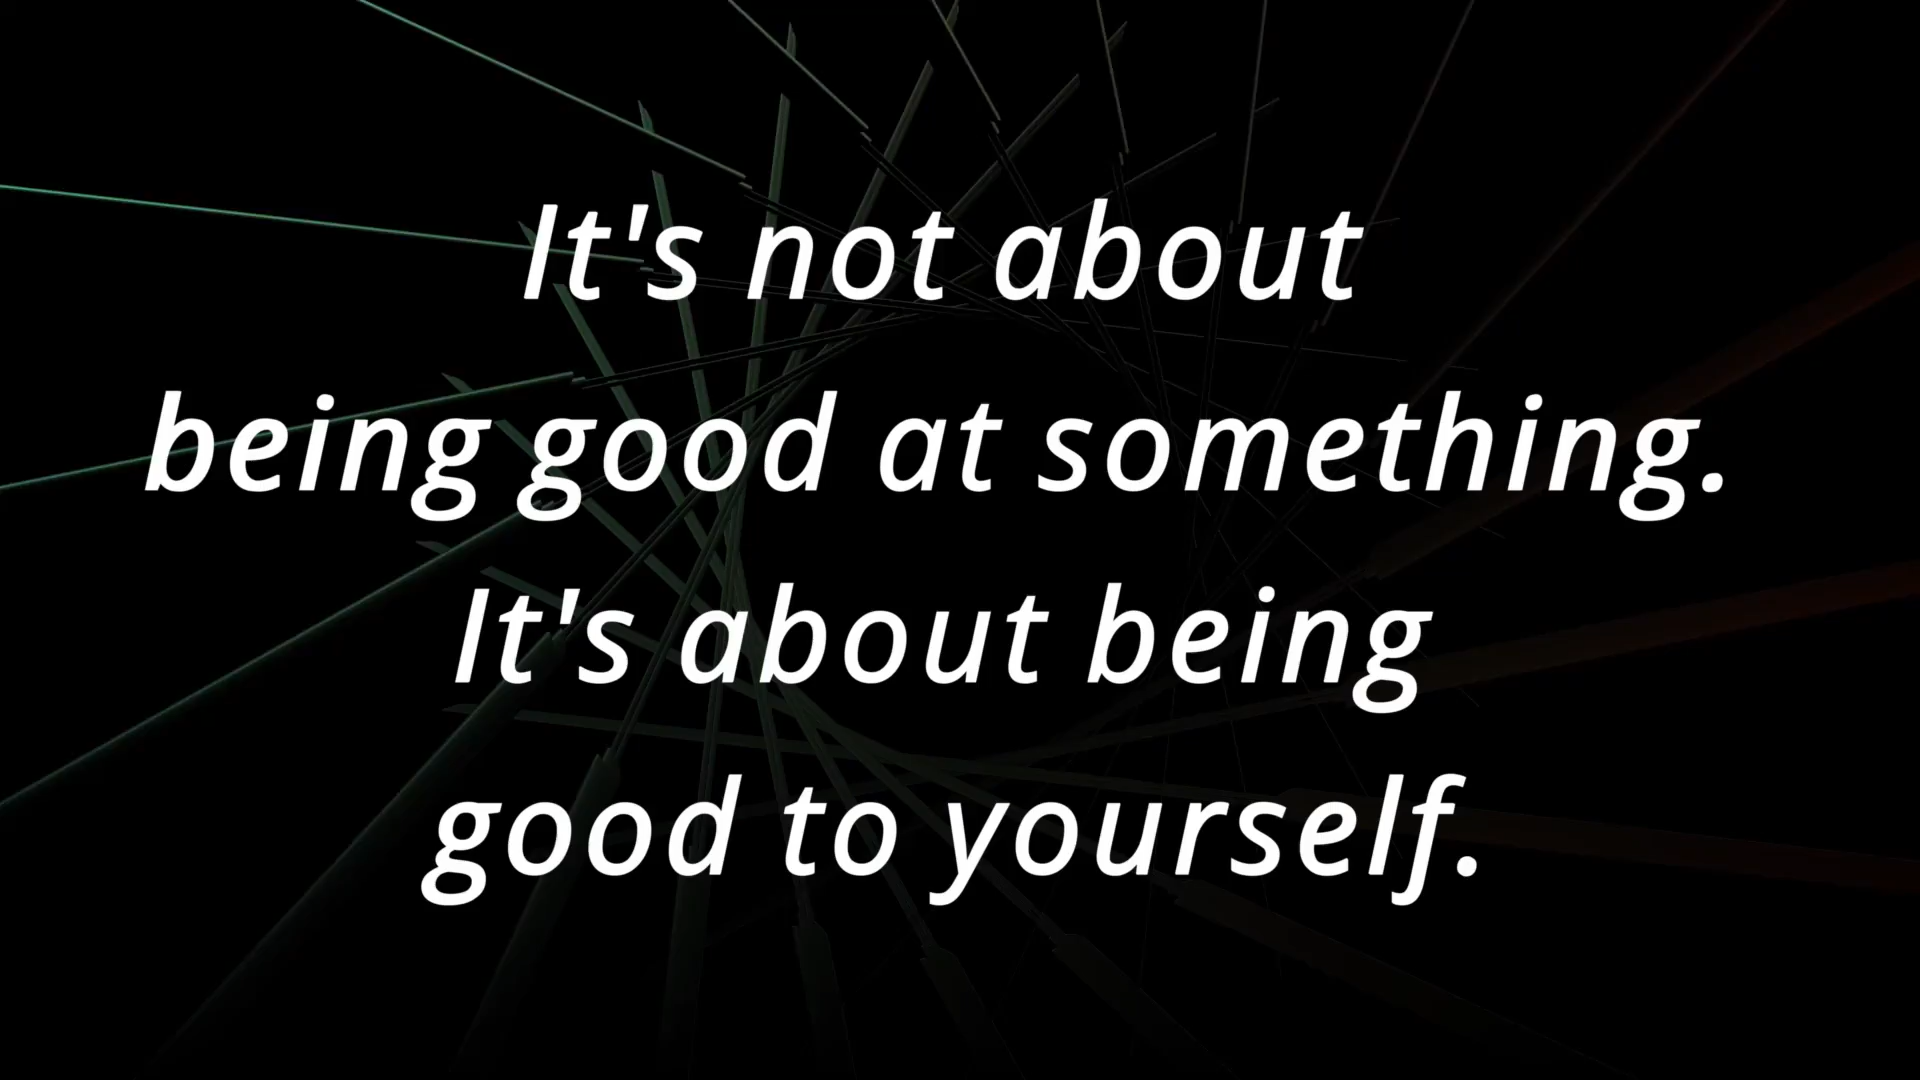 It's not about
being good at something.
It's about being
good to yourself.